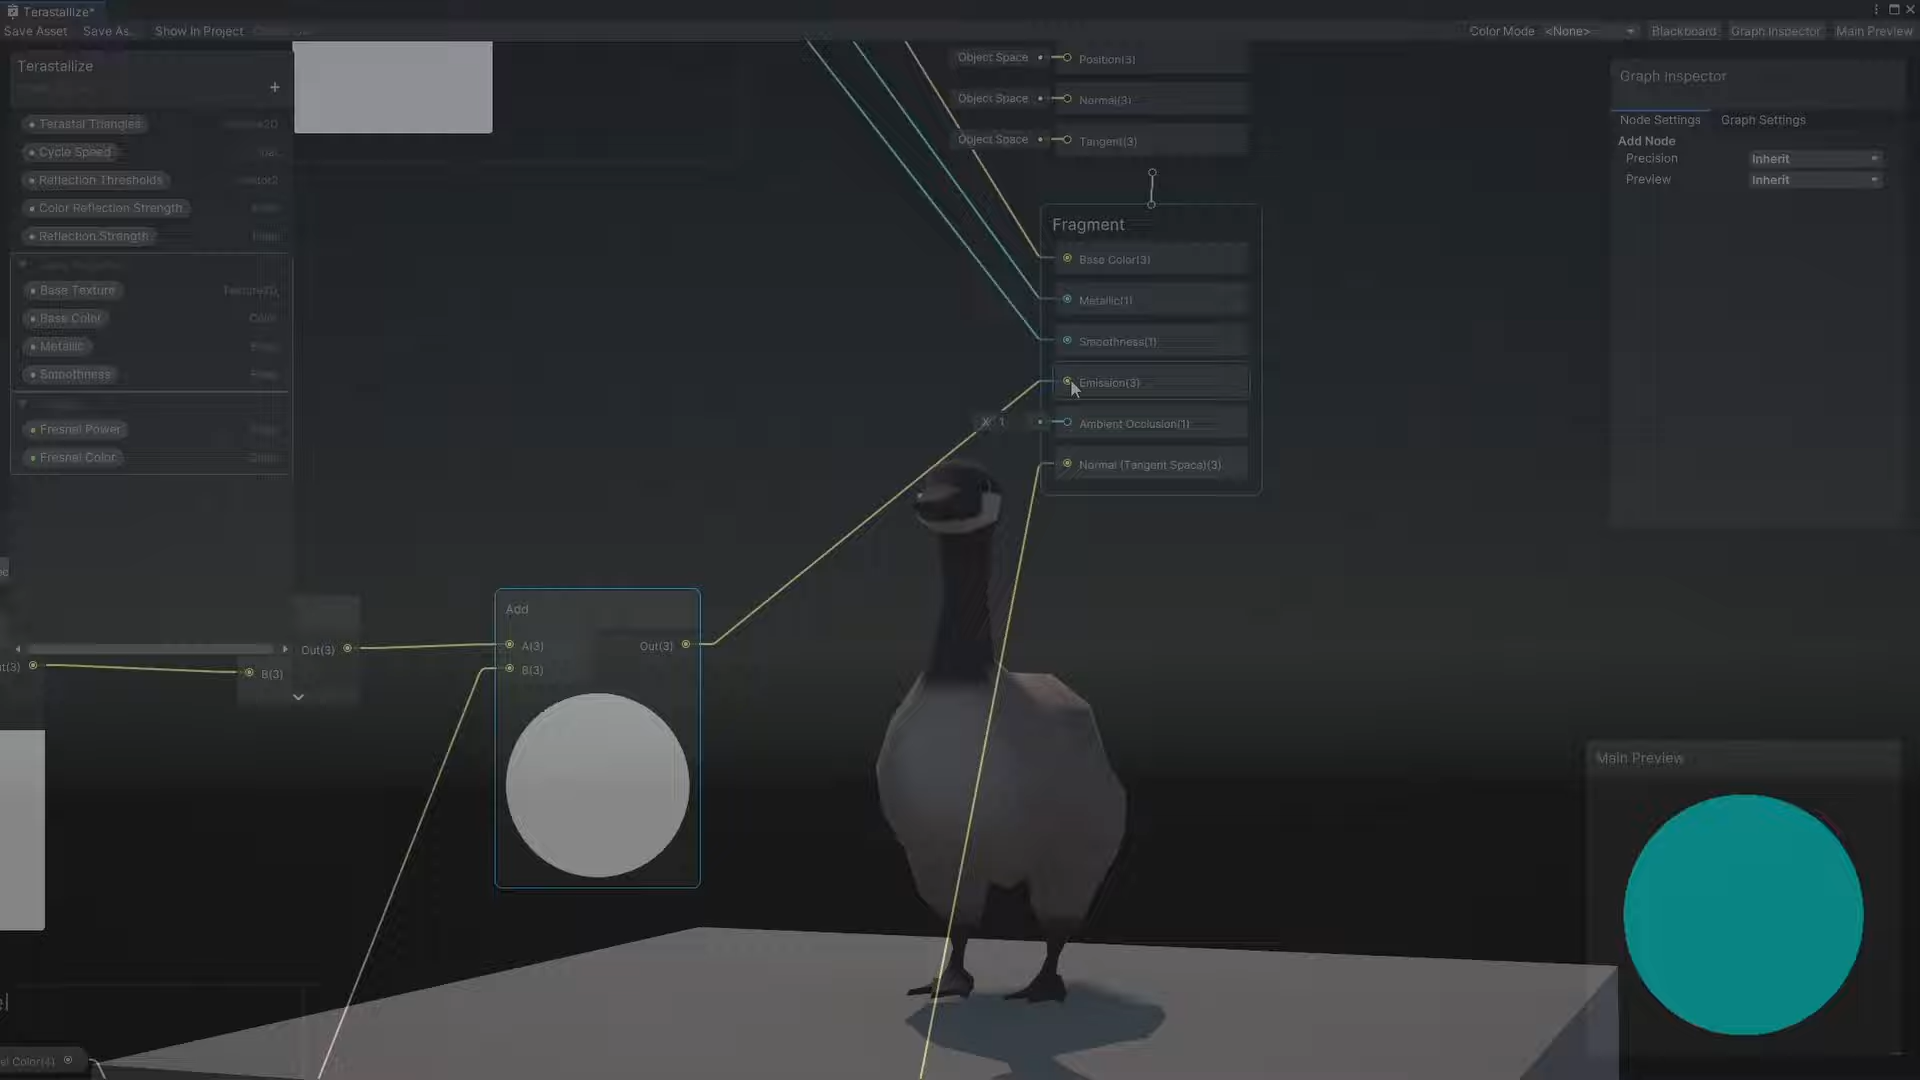 Terastallize*
Save Asset Save As... Show In Project
Color Mode <None> Blackboard Graph Inspector Main Preview
Terastallize
+
Terastal Triangles
Cycle Speed
Reflection Thresholds
Color Reflection Strength
Reflection Strength
Base Texture Texture2D
Base Color Color
Metallic
Smoothness
Fresnel Power
Fresnel Color
Object Space Position(3)
Object Space Normal(3)
Object Space Tangent(3)
Fragment
Base Color(3)
Metallic(1)
Smoothness(1)
Emission(3)
X 1 Ambient Occlusion(1)
Normal (Tangent Space)(3)
Graph Inspector
Node Settings Graph Settings
Add Node
Precision Inherit
Preview Inherit
Out(3)
B(3)
Add
A(3) Out(3)
B(3)
Main Preview
Color(4)